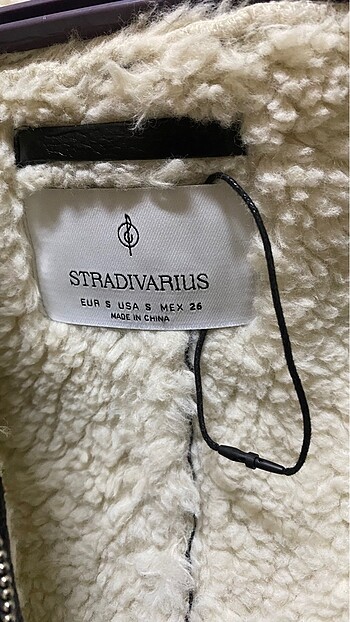 STRADIVARIUS
EUR S USA S MEX 26
MADE IN CHINA